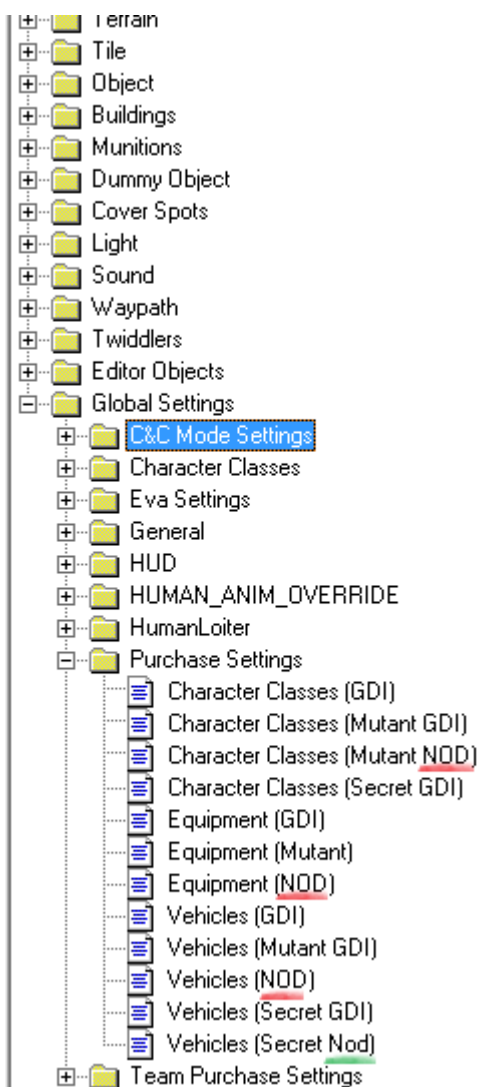 Terrain
Tile
Object
Buildings
Munitions
Dummy Object
Cover Spots
Light
Sound
Waypath
Twiddlers
Editor Objects
Global Settings
C&C Mode Settings
Character Classes
Eva Settings
General
HUD
HUMAN_ANIM_OVERRIDE
HumanLoiter
Purchase Settings
Character Classes (GDI)
Character Classes (Mutant GDI)
Character Classes (Mutant NOD)
Character Classes (Secret GDI)
Equipment (GDI)
Equipment (Mutant)
Equipment (NOD)
Vehicles (GDI)
Vehicles (Mutant GDI)
Vehicles (NOD)
Vehicles (Secret GDI)
Vehicles (Secret Nod)
Team Purchase Settings